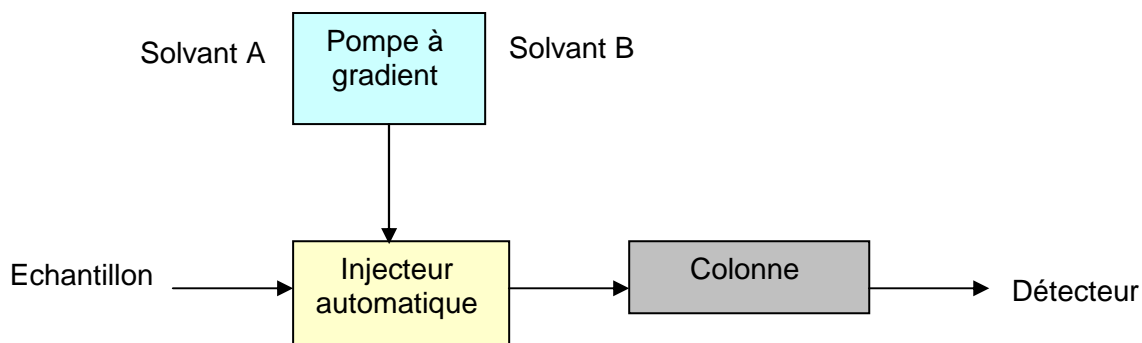 Solvant A
Pompe à
gradient
Solvant B
Echantillon
Injecteur
automatique
Colonne
Détecteur